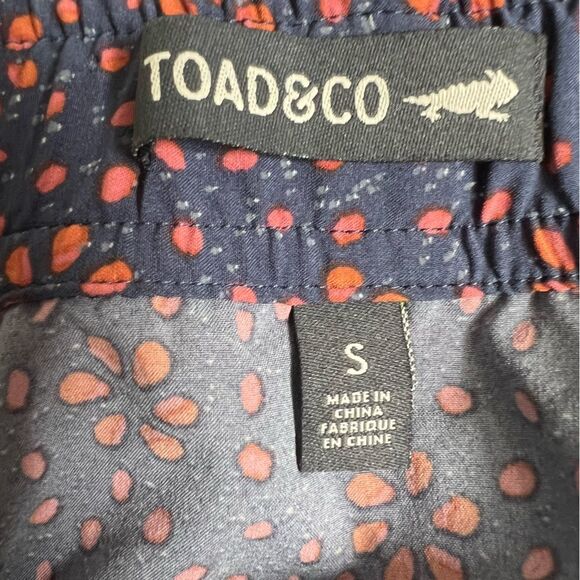 TOAD&CO
S
MADE IN
CHINA
FABRIQUE
EN CHINE